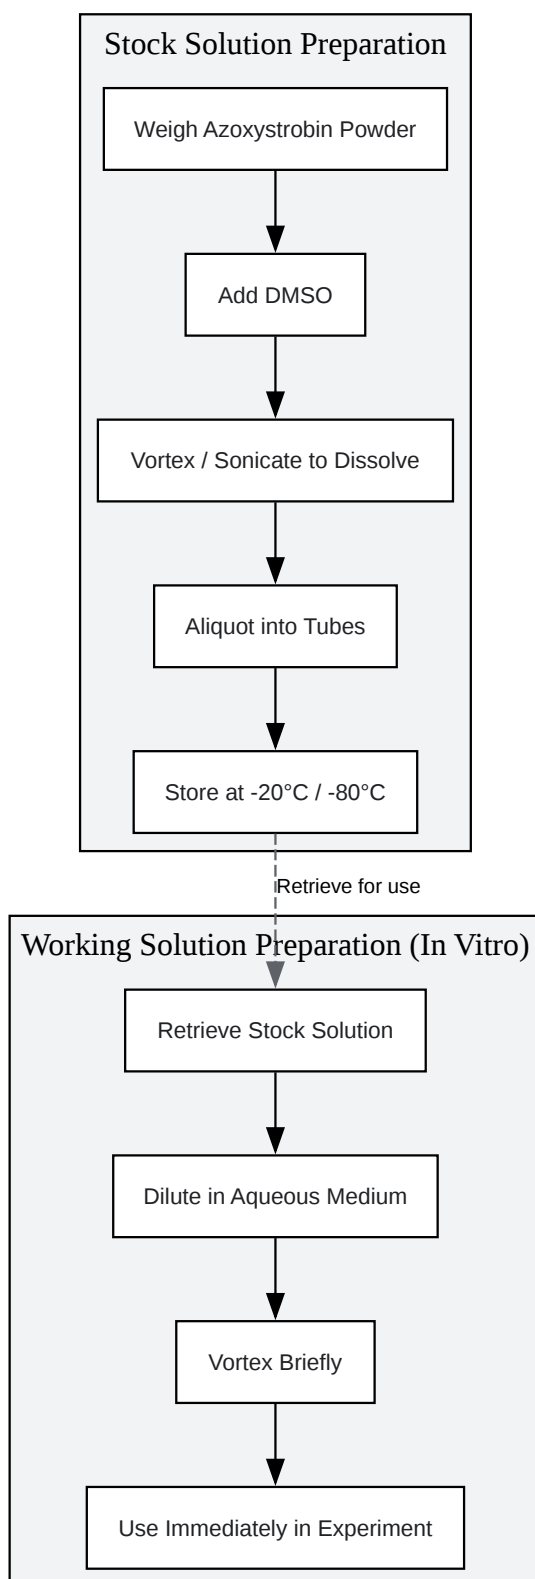 Stock Solution Preparation
Weigh Azoxystrobin Powder
Add DMSO
Vortex / Sonicate to Dissolve
Aliquot into Tubes
Store at -20°C / -80°C
Retrieve for use
Working Solution Preparation (In Vitro)
Retrieve Stock Solution
Dilute in Aqueous Medium
Vortex Briefly
Use Immediately in Experiment